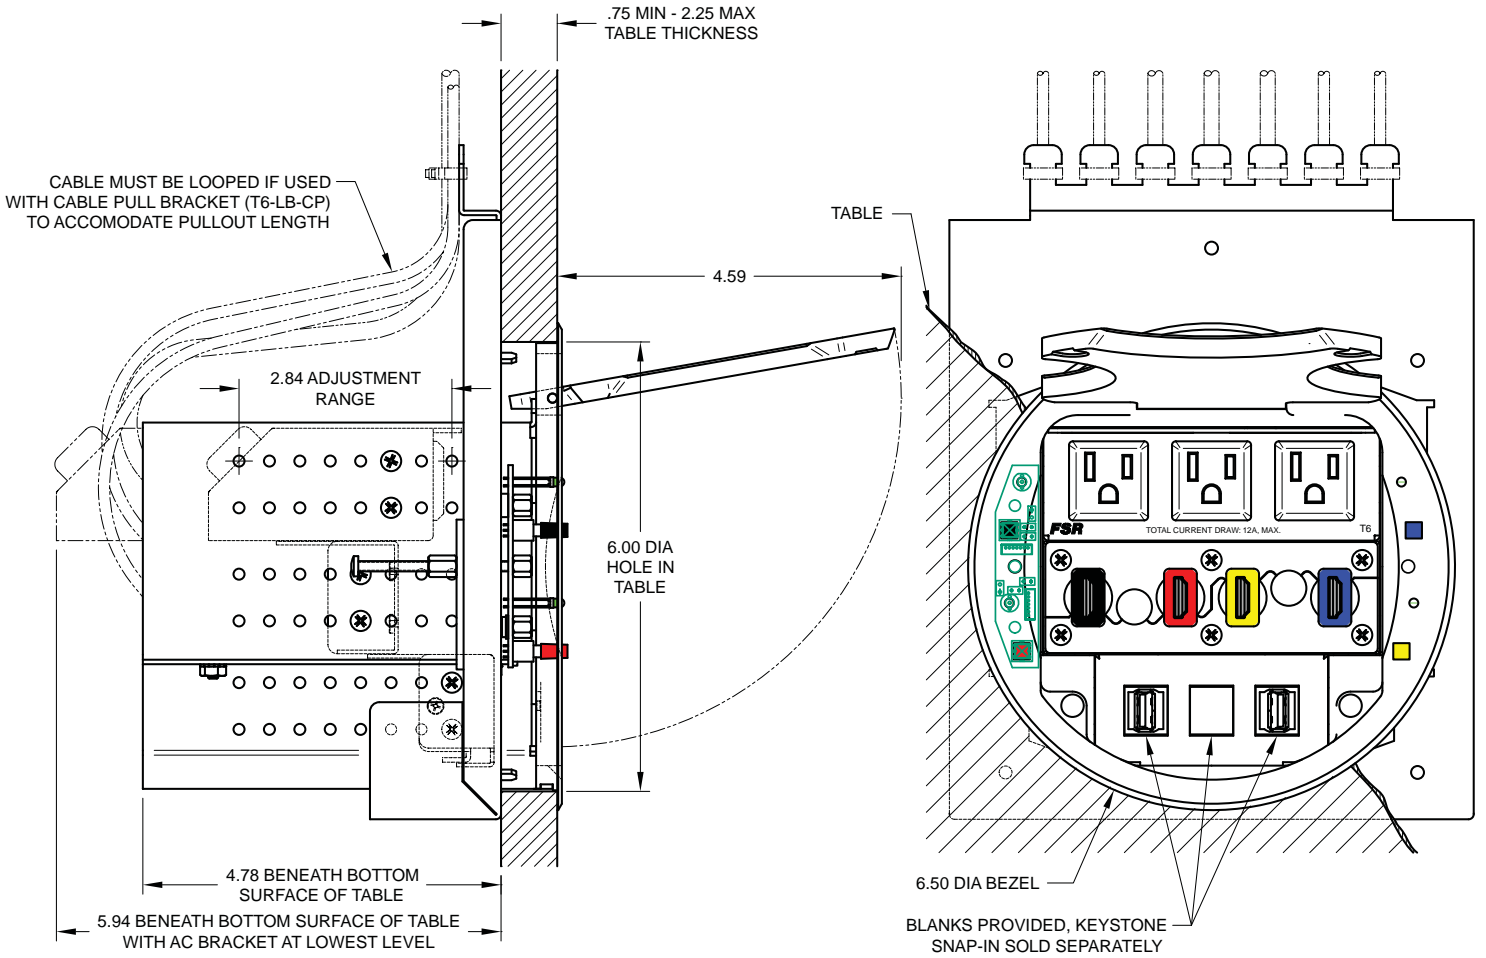 .75 MIN - 2.25 MAX
TABLE THICKNESS
CABLE MUST BE LOOPED IF USED
WITH CABLE PULL BRACKET (T6-LB-CP)
TO ACCOMODATE PULLOUT LENGTH
TABLE
4.59
2.84 ADJUSTMENT
RANGE
6.00 DIA
HOLE IN
TABLE
FSR
TOTAL CURRENT DRAW: 12A, MAX.
T6
4.78 BENEATH BOTTOM
SURFACE OF TABLE
5.94 BENEATH BOTTOM SURFACE OF TABLE
WITH AC BRACKET AT LOWEST LEVEL
6.50 DIA BEZEL
BLANKS PROVIDED, KEYSTONE
SNAP-IN SOLD SEPARATELY